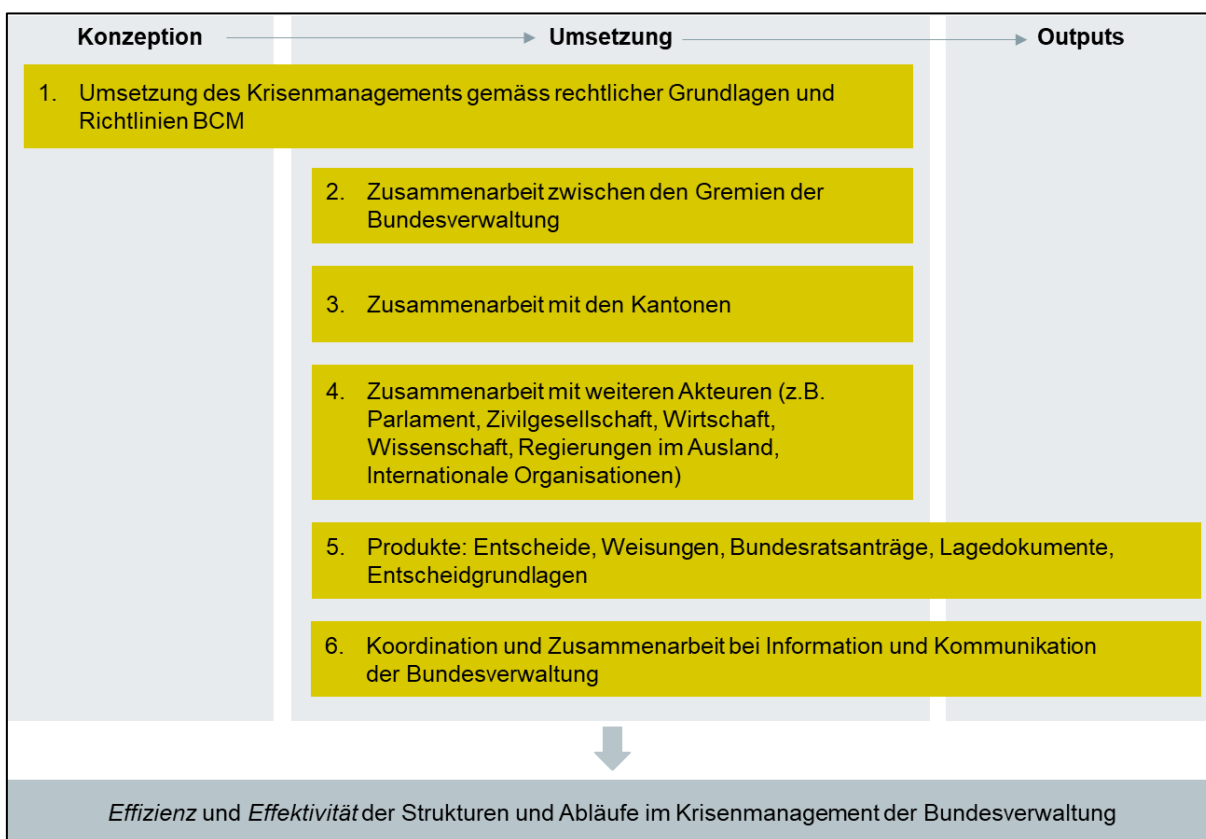 Konzeption Umsetzung Outputs
1. Umsetzung des Krisenmanagements gemäss rechtlicher Grundlagen und
Richtlinien BCM
2. Zusammenarbeit zwischen den Gremien der
Bundesverwaltung
3. Zusammenarbeit mit den Kantonen
4. Zusammenarbeit mit weiteren Akteuren (z.B.
Parlament, Zivilgesellschaft, Wirtschaft,
Wissenschaft, Regierungen im Ausland,
Internationale Organisationen)
5. Produkte: Entscheide, Weisungen, Bundesratsanträge, Lagedokumente,
Entscheidgrundlagen
6. Koordination und Zusammenarbeit bei Information und Kommunikation
der Bundesverwaltung
Effizienz und Effektivität der Strukturen und Abläufe im Krisenmanagement der Bundesverwaltung